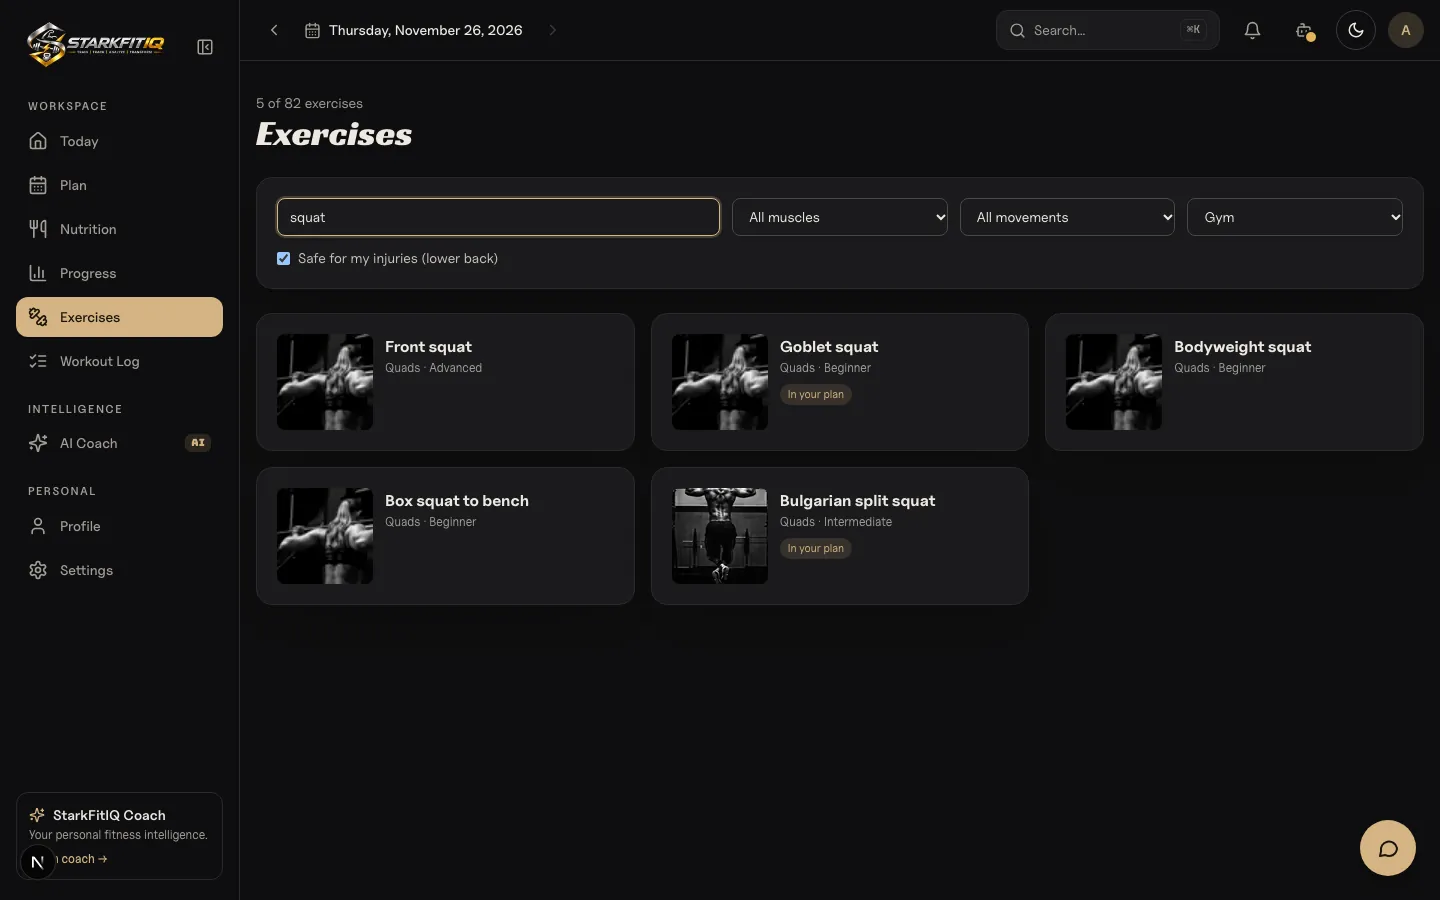 STARKFITIQ
Thursday, November 26, 2026
Search...
⌘K
A
WORKSPACE
Today
Plan
Nutrition
Progress
Exercises
Workout Log
INTELLIGENCE
AI Coach
AI
PERSONAL
Profile
Settings
StarkFitIQ Coach
Your personal fitness intelligence.
coach →
N
5 of 82 exercises
Exercises
squat
All muscles
All movements
Gym
Safe for my injuries (lower back)
Front squat
Quads · Advanced
Goblet squat
Quads · Beginner
In your plan
Bodyweight squat
Quads · Beginner
Box squat to bench
Quads · Beginner
Bulgarian split squat
Quads · Intermediate
In your plan